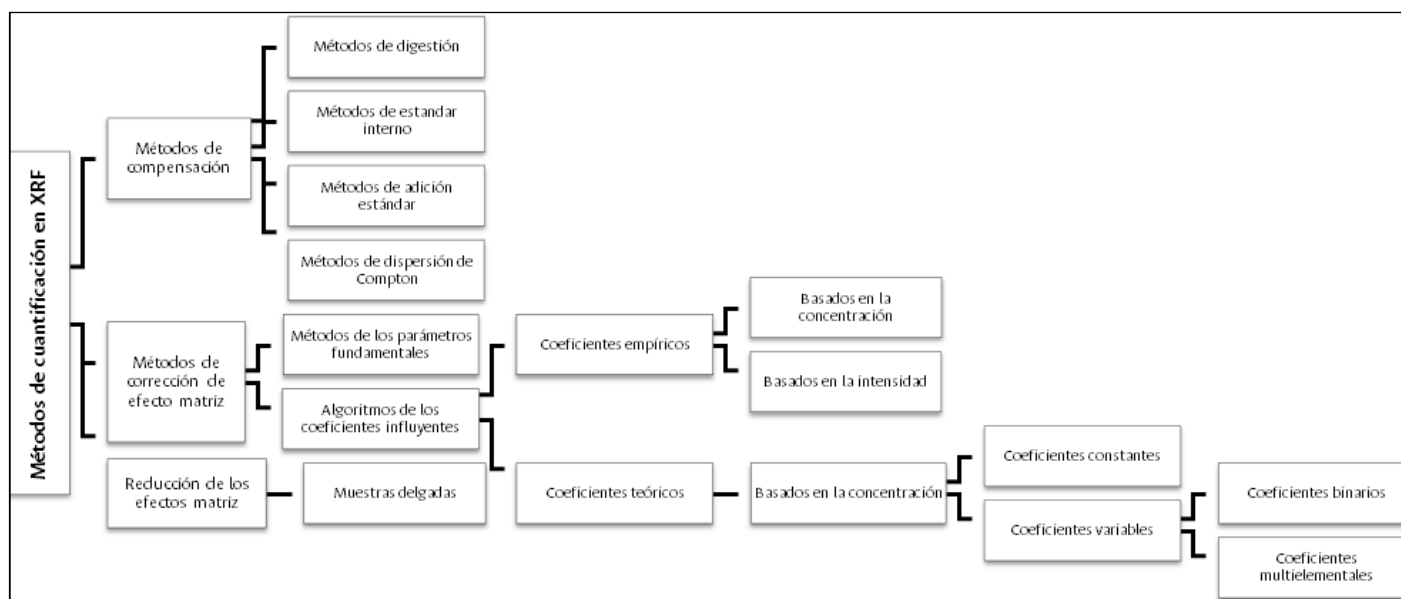 Métodos de cuantificación en XRF
Métodos de
compensación
Métodos de digestión
Métodos de estandar
interno
Métodos de adición
estándar
Métodos de dispersión de
Compton
Métodos de
corrección de
efecto matriz
Métodos de los parámetros
fundamentales
Algoritmos de los
coeficientes influyentes
Coeficientes empíricos
Basados en la
concentración
Basados en la intensidad
Coeficientes teóricos
Basados en la concentración
Coeficientes constantes
Coeficientes variables
Coeficientes binarios
Coeficientes
multielementales
Reducción de los
efectos matriz
Muestras delgadas